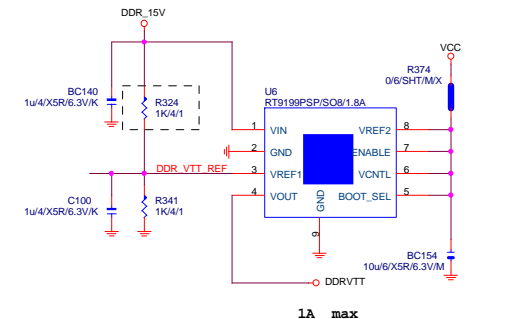 DDR_15V
VCC
BC140
1u/4/X5R/6.3V/K
R324
1K/4/1
R374
0/6/SHT/M/X
U6
RT9199PSP/SO8/1.8A
1 VIN VREF2 8
2 GND ENABLE 7
DDR_VTT_REF 3 VREF1 VCNTL 6
4 VOUT BOOT_SEL 5
GND
9
C100
1u/4/X5R/6.3V/K
R341
1K/4/1
BC154
10u/6/X5R/6.3V/M
DDRVTT
1A max